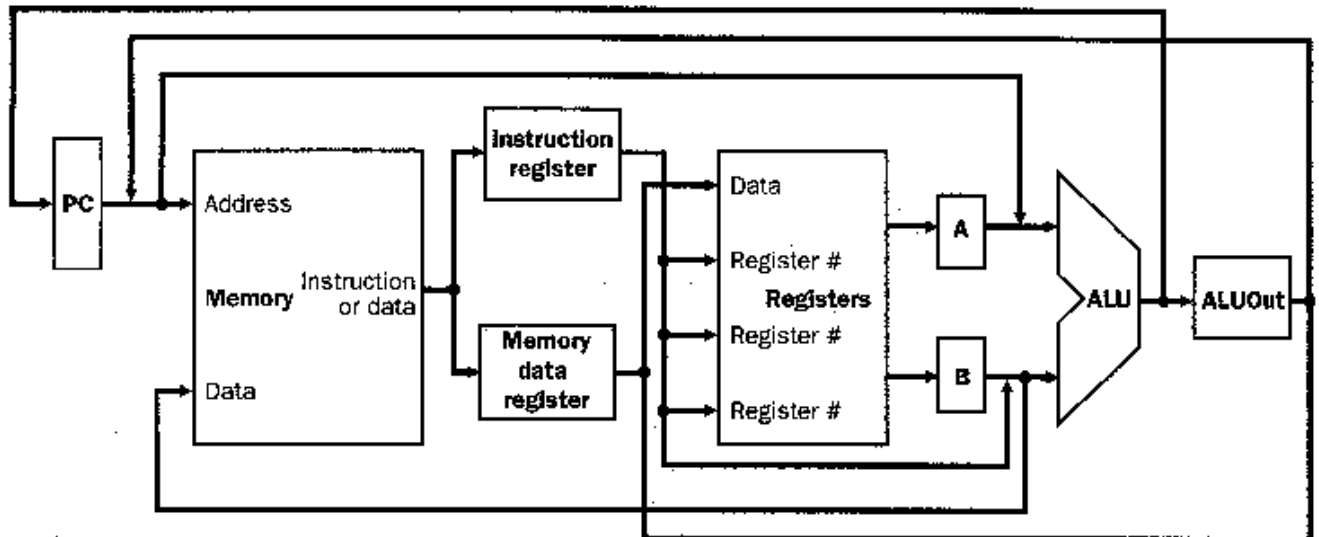 PC
Address
Memory
Instruction
or data
Data
Instruction
register
Memory
data
register
Data
Register #
Registers
Register #
Register #
A
B
ALU
ALUOut